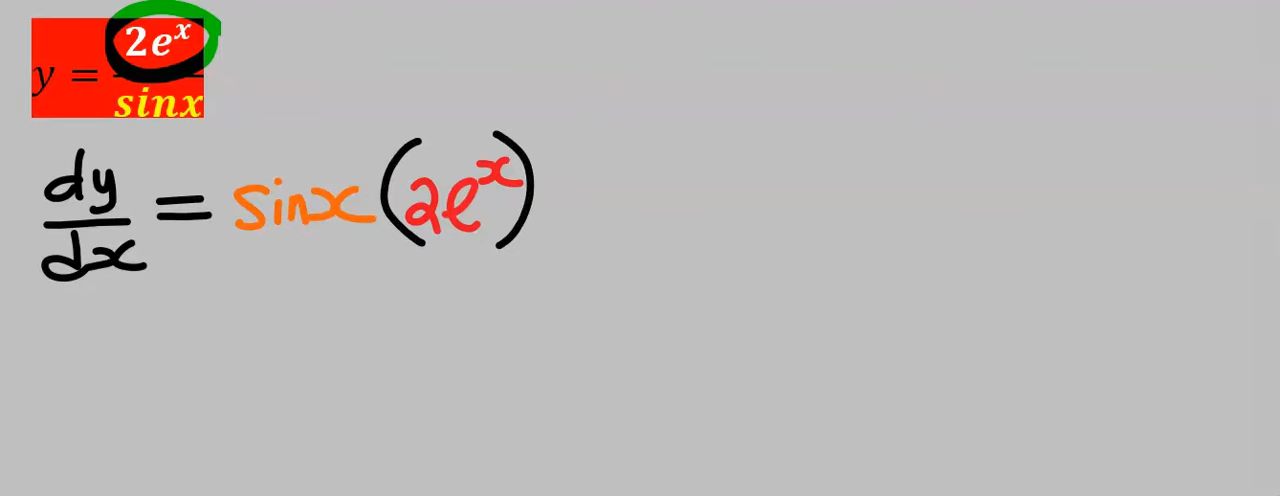 y = 2e^x / sinx
dy/dx = sinx (2e^x)